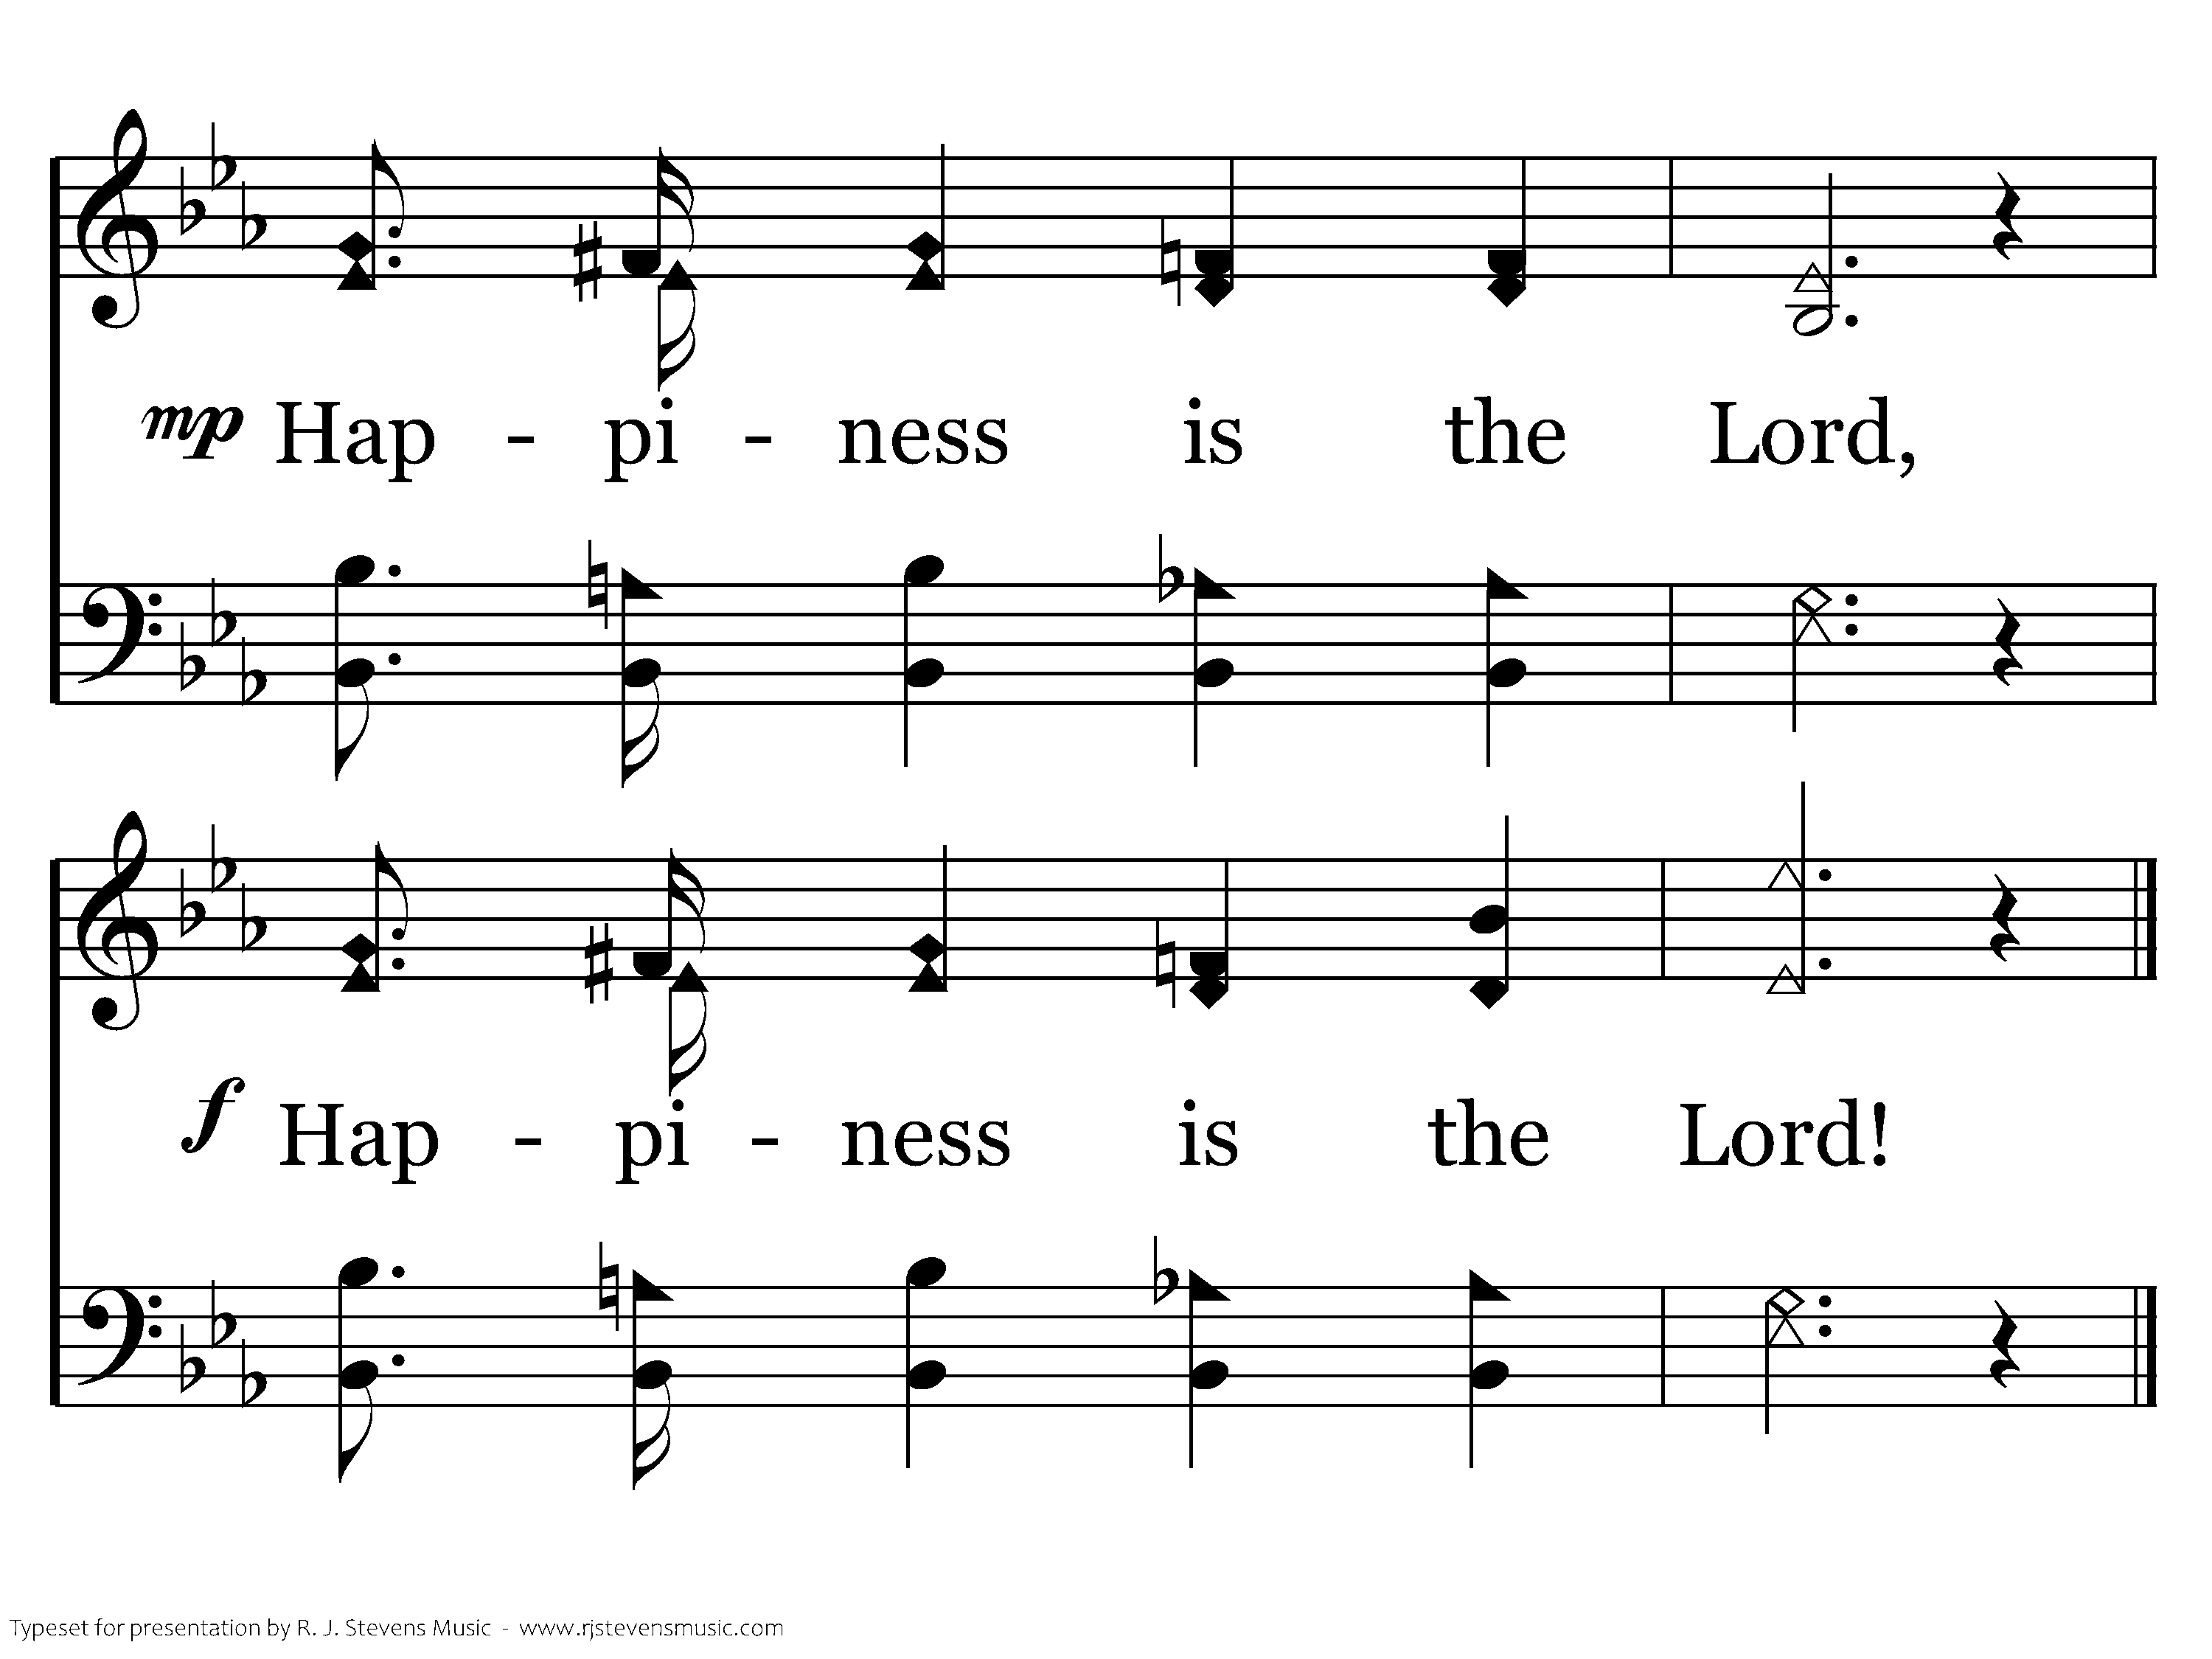 mp Hap - pi - ness is the Lord,
f Hap - pi - ness is the Lord!
Typeset for presentation by R. J. Stevens Music - www.rjstevensmusic.com